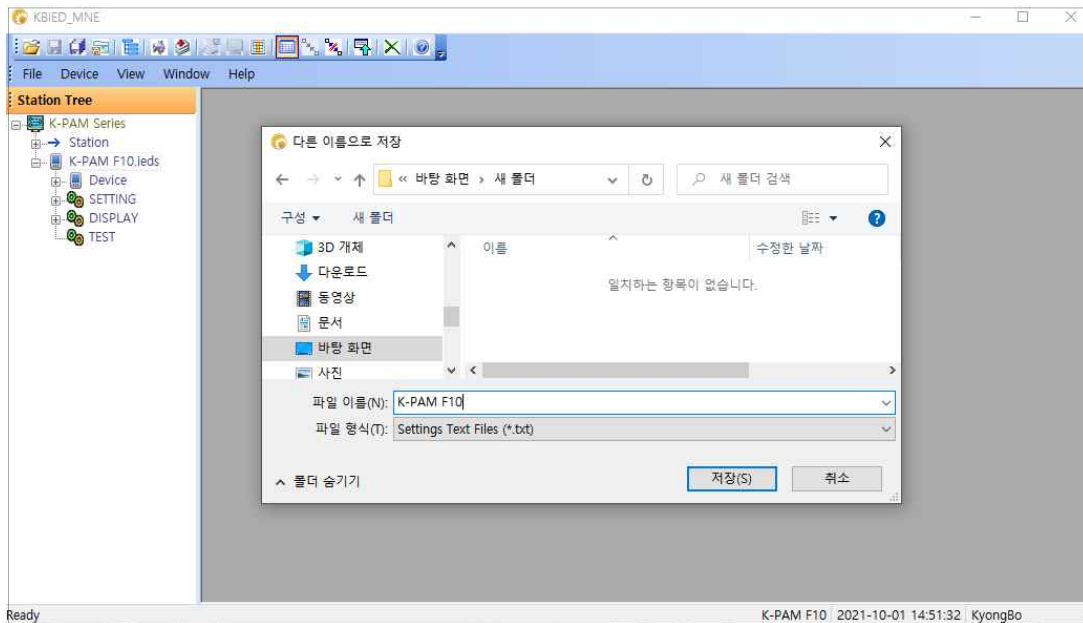 KBIED_MNE
File Device View Window Help
Station Tree
K-PAM Series
Station
K-PAM F10.ieds
Device
SETTING
DISPLAY
TEST
다른 이름으로 저장
« 바탕 화면 › 새 폴더
새 폴더 검색
구성 새 폴더
3D 개체
다운로드
동영상
문서
바탕 화면
사진
이름 수정한 날짜
일치하는 항목이 없습니다.
파일 이름(N): K-PAM F10
파일 형식(T): Settings Text Files (*.txt)
폴더 숨기기
저장(S) 취소
Ready K-PAM F10 2021-10-01 14:51:32 KyongBo